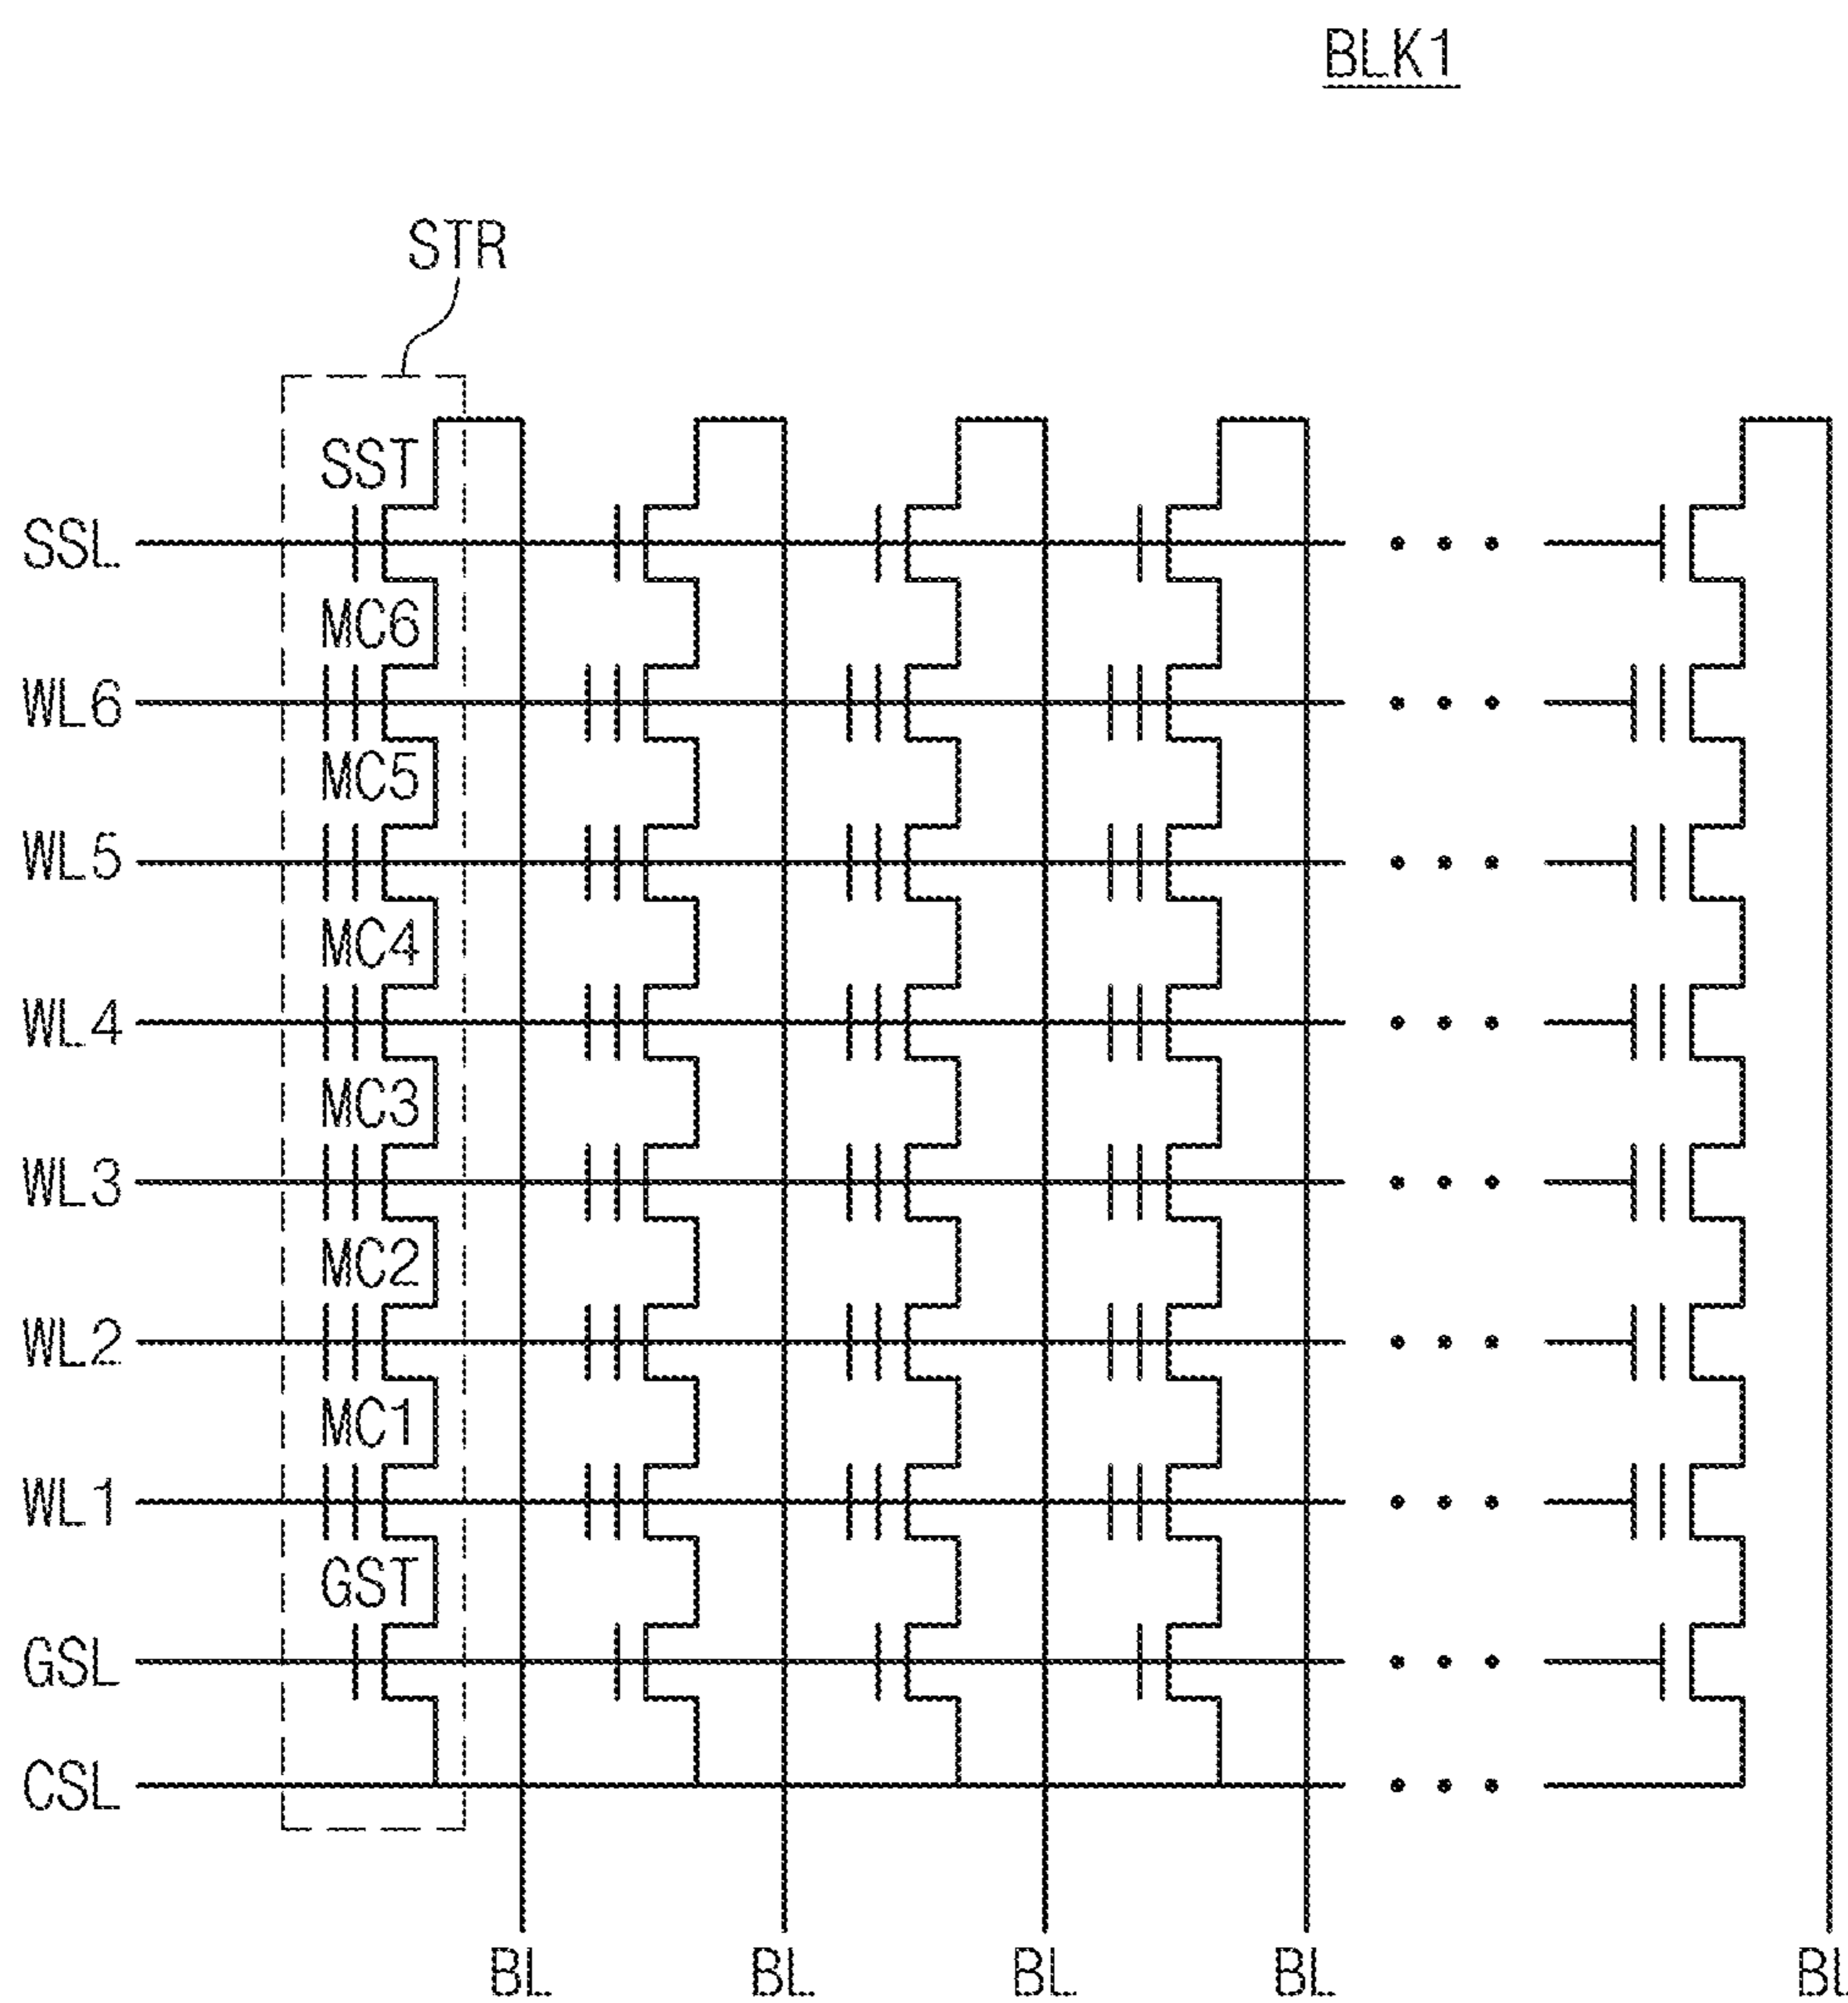 BLK1
STR
SST
SSL
MC6
WL6
MC5
WL5
MC4
WL4
MC3
WL3
MC2
WL2
MC1
WL1
GST
GSL
CSL
BL BL BL BL BL